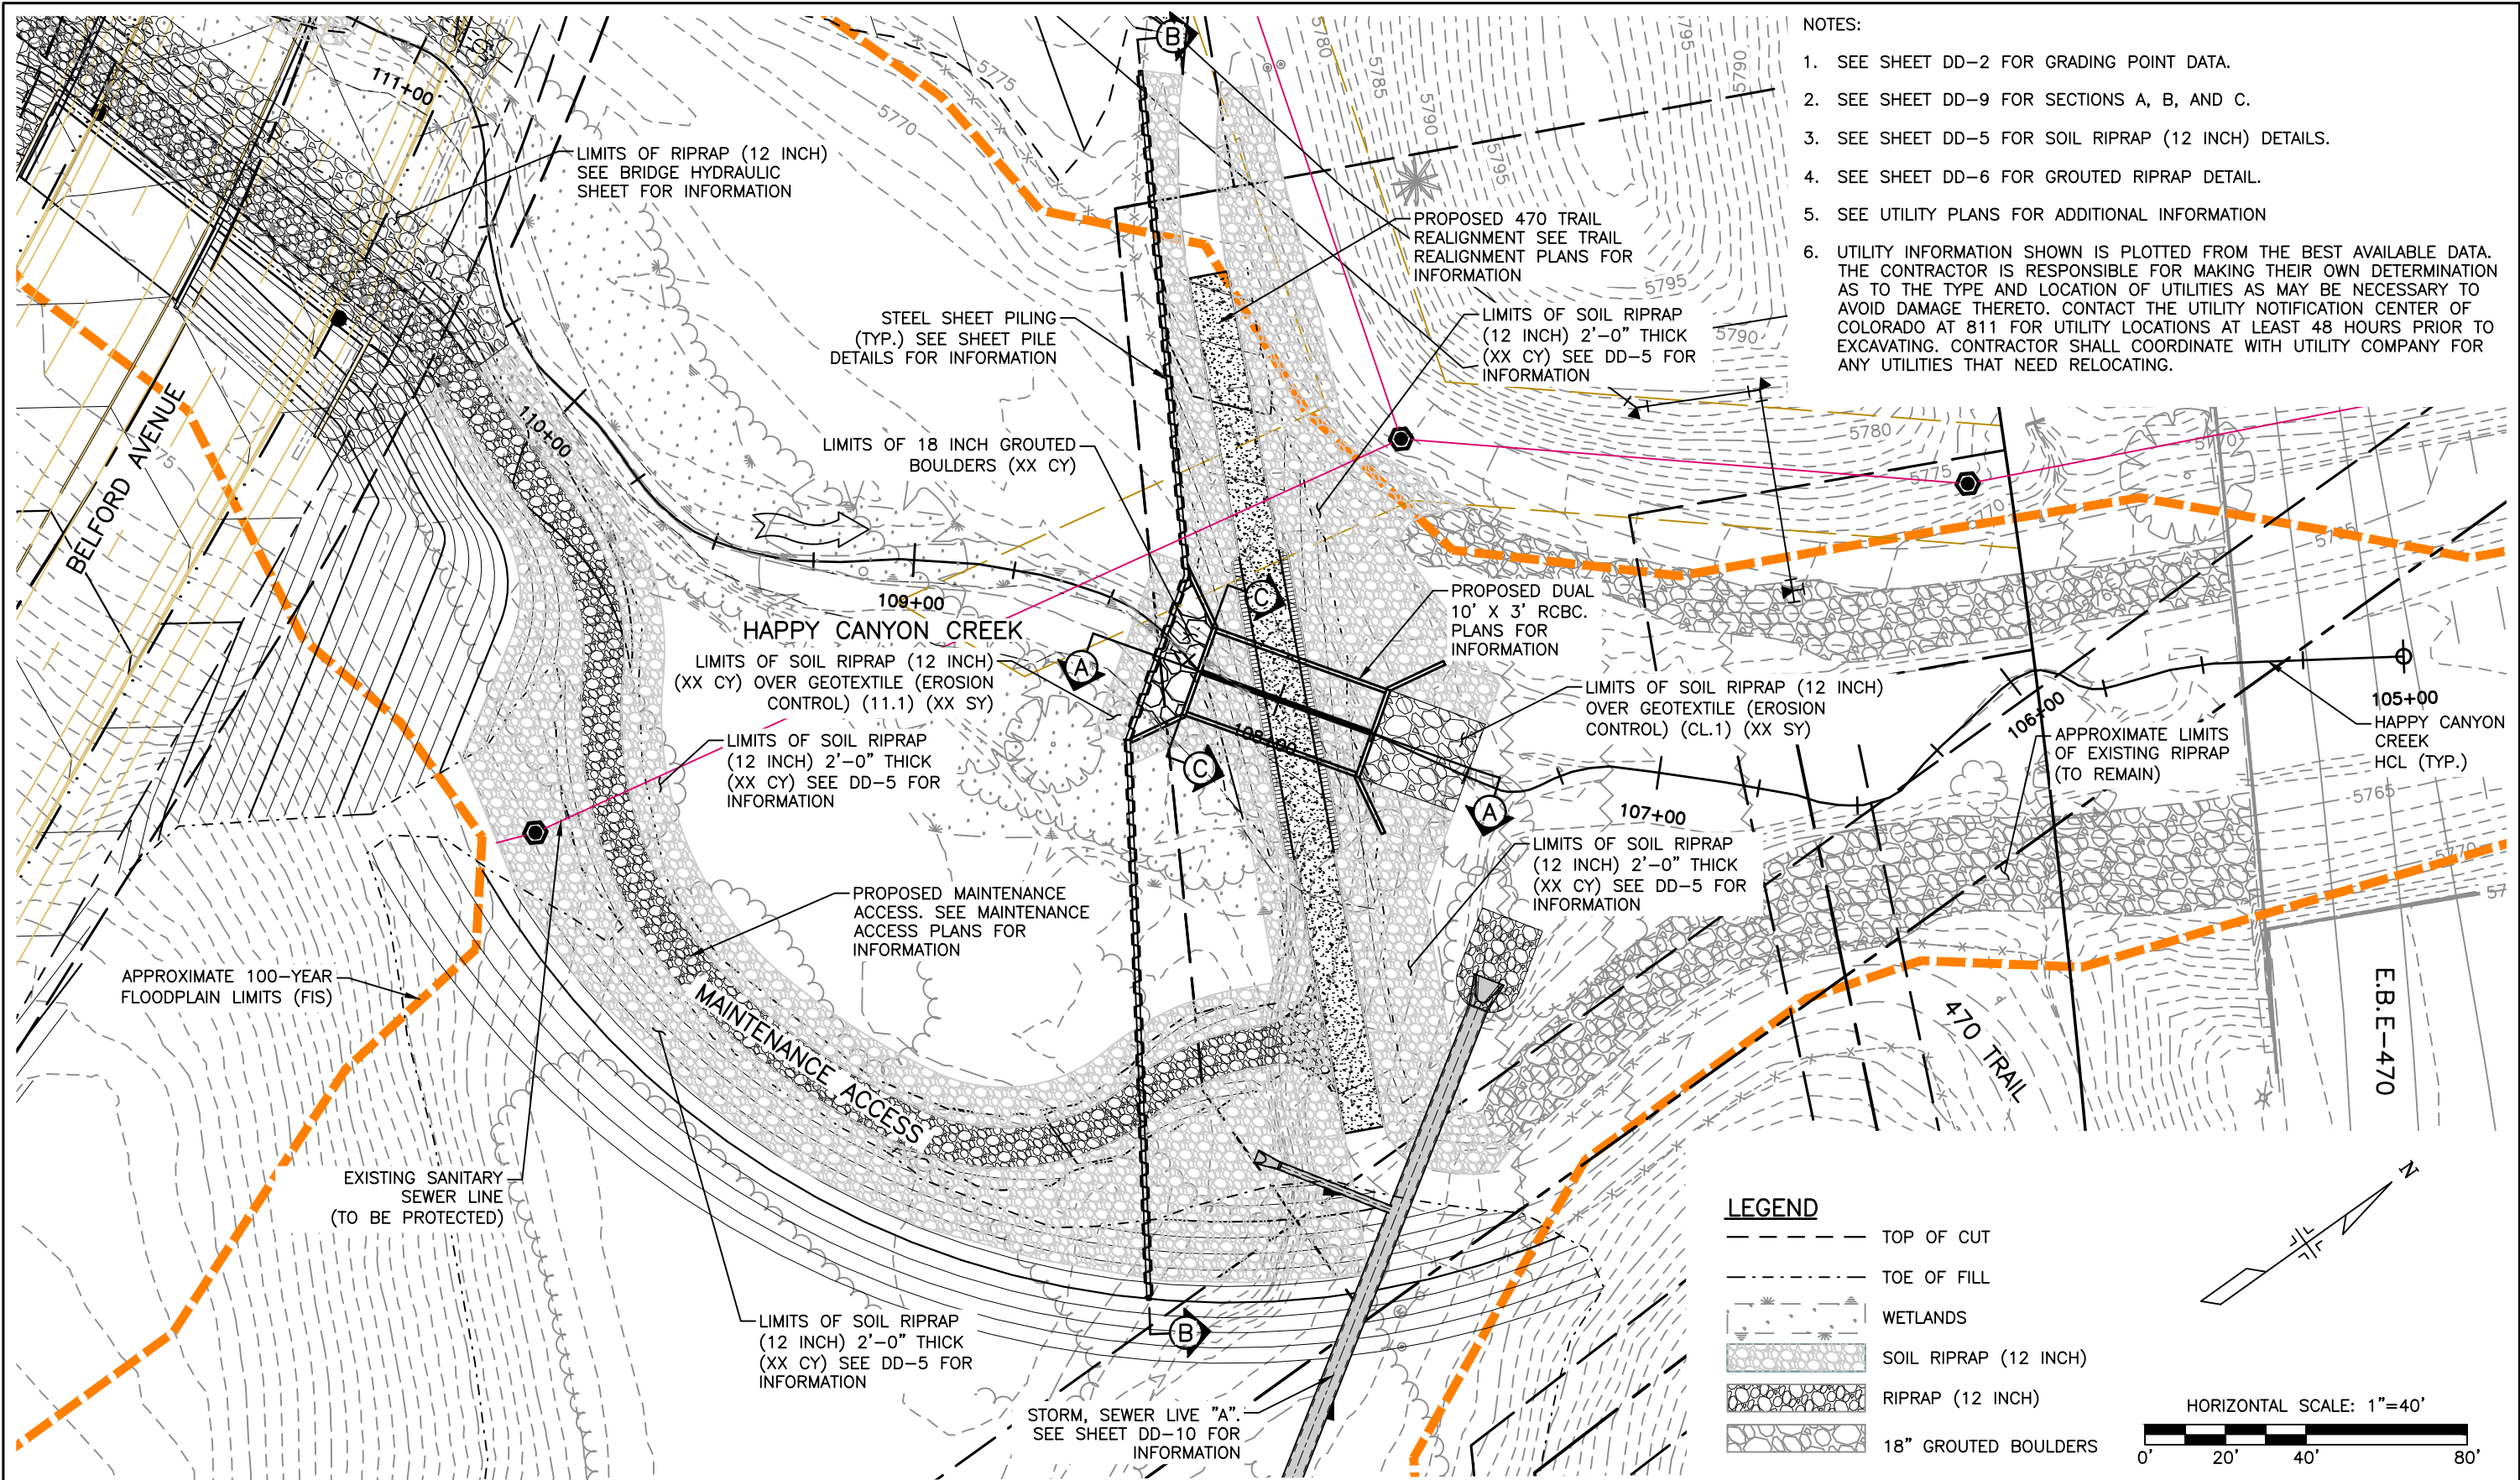 NOTES:
1. SEE SHEET DD-2 FOR GRADING POINT DATA.
2. SEE SHEET DD-9 FOR SECTIONS A, B, AND C.
3. SEE SHEET DD-5 FOR SOIL RIPRAP (12 INCH) DETAILS.
4. SEE SHEET DD-6 FOR GROUTED RIPRAP DETAIL.
5. SEE UTILITY PLANS FOR ADDITIONAL INFORMATION
6. UTILITY INFORMATION SHOWN IS PLOTTED FROM THE BEST AVAILABLE DATA.
THE CONTRACTOR IS RESPONSIBLE FOR MAKING THEIR OWN DETERMINATION
AS TO THE TYPE AND LOCATION OF UTILITIES AS MAY BE NECESSARY TO
AVOID DAMAGE THERETO. CONTACT THE UTILITY NOTIFICATION CENTER OF
COLORADO AT 811 FOR UTILITY LOCATIONS AT LEAST 48 HOURS PRIOR TO
EXCAVATING. CONTRACTOR SHALL COORDINATE WITH UTILITY COMPANY FOR
ANY UTILITIES THAT NEED RELOCATING.
B
111+00
5775
5770
5780
5785
5790
5795
5795
5790
5795
5790
LIMITS OF RIPRAP (12 INCH)
SEE BRIDGE HYDRAULIC
SHEET FOR INFORMATION
PROPOSED 470 TRAIL
REALIGNMENT SEE TRAIL
REALIGNMENT PLANS FOR
INFORMATION
STEEL SHEET PILING
(TYP.) SEE SHEET PILE
DETAILS FOR INFORMATION
LIMITS OF SOIL RIPRAP
(12 INCH) 2'-0" THICK
(XX CY) SEE DD-5 FOR
INFORMATION
110+00
BELFORD AVENUE
LIMITS OF 18 INCH GROUTED
BOULDERS (XX CY)
5780
5775
5770
109+00
HAPPY CANYON CREEK
C
PROPOSED DUAL
10' X 3' RCBC.
PLANS FOR
INFORMATION
LIMITS OF SOIL RIPRAP (12 INCH)
(XX CY) OVER GEOTEXTILE (EROSION
CONTROL) (11.1) (XX SY)
A
LIMITS OF SOIL RIPRAP (12 INCH)
OVER GEOTEXTILE (EROSION
CONTROL) (CL.1) (XX SY)
105+00
106+00
HAPPY CANYON
CREEK
HCL (TYP.)
APPROXIMATE LIMITS
OF EXISTING RIPRAP
(TO REMAIN)
LIMITS OF SOIL RIPRAP
(12 INCH) 2'-0" THICK
(XX CY) SEE DD-5 FOR
INFORMATION
108+00
C
A
107+00
5765
5770
LIMITS OF SOIL RIPRAP
(12 INCH) 2'-0" THICK
(XX CY) SEE DD-5 FOR
INFORMATION
PROPOSED MAINTENANCE
ACCESS. SEE MAINTENANCE
ACCESS PLANS FOR
INFORMATION
APPROXIMATE 100-YEAR
FLOODPLAIN LIMITS (FIS)
MAINTENANCE ACCESS
470 TRAIL
E.B.E-470
EXISTING SANITARY
SEWER LINE
(TO BE PROTECTED)
LIMITS OF SOIL RIPRAP
(12 INCH) 2'-0" THICK
(XX CY) SEE DD-5 FOR
INFORMATION
B
STORM, SEWER LIVE "A".
SEE SHEET DD-10 FOR
INFORMATION
LEGEND
TOP OF CUT
TOE OF FILL
WETLANDS
SOIL RIPRAP (12 INCH)
RIPRAP (12 INCH)
18" GROUTED BOULDERS
N
HORIZONTAL SCALE: 1"=40'
0' 20' 40' 80'